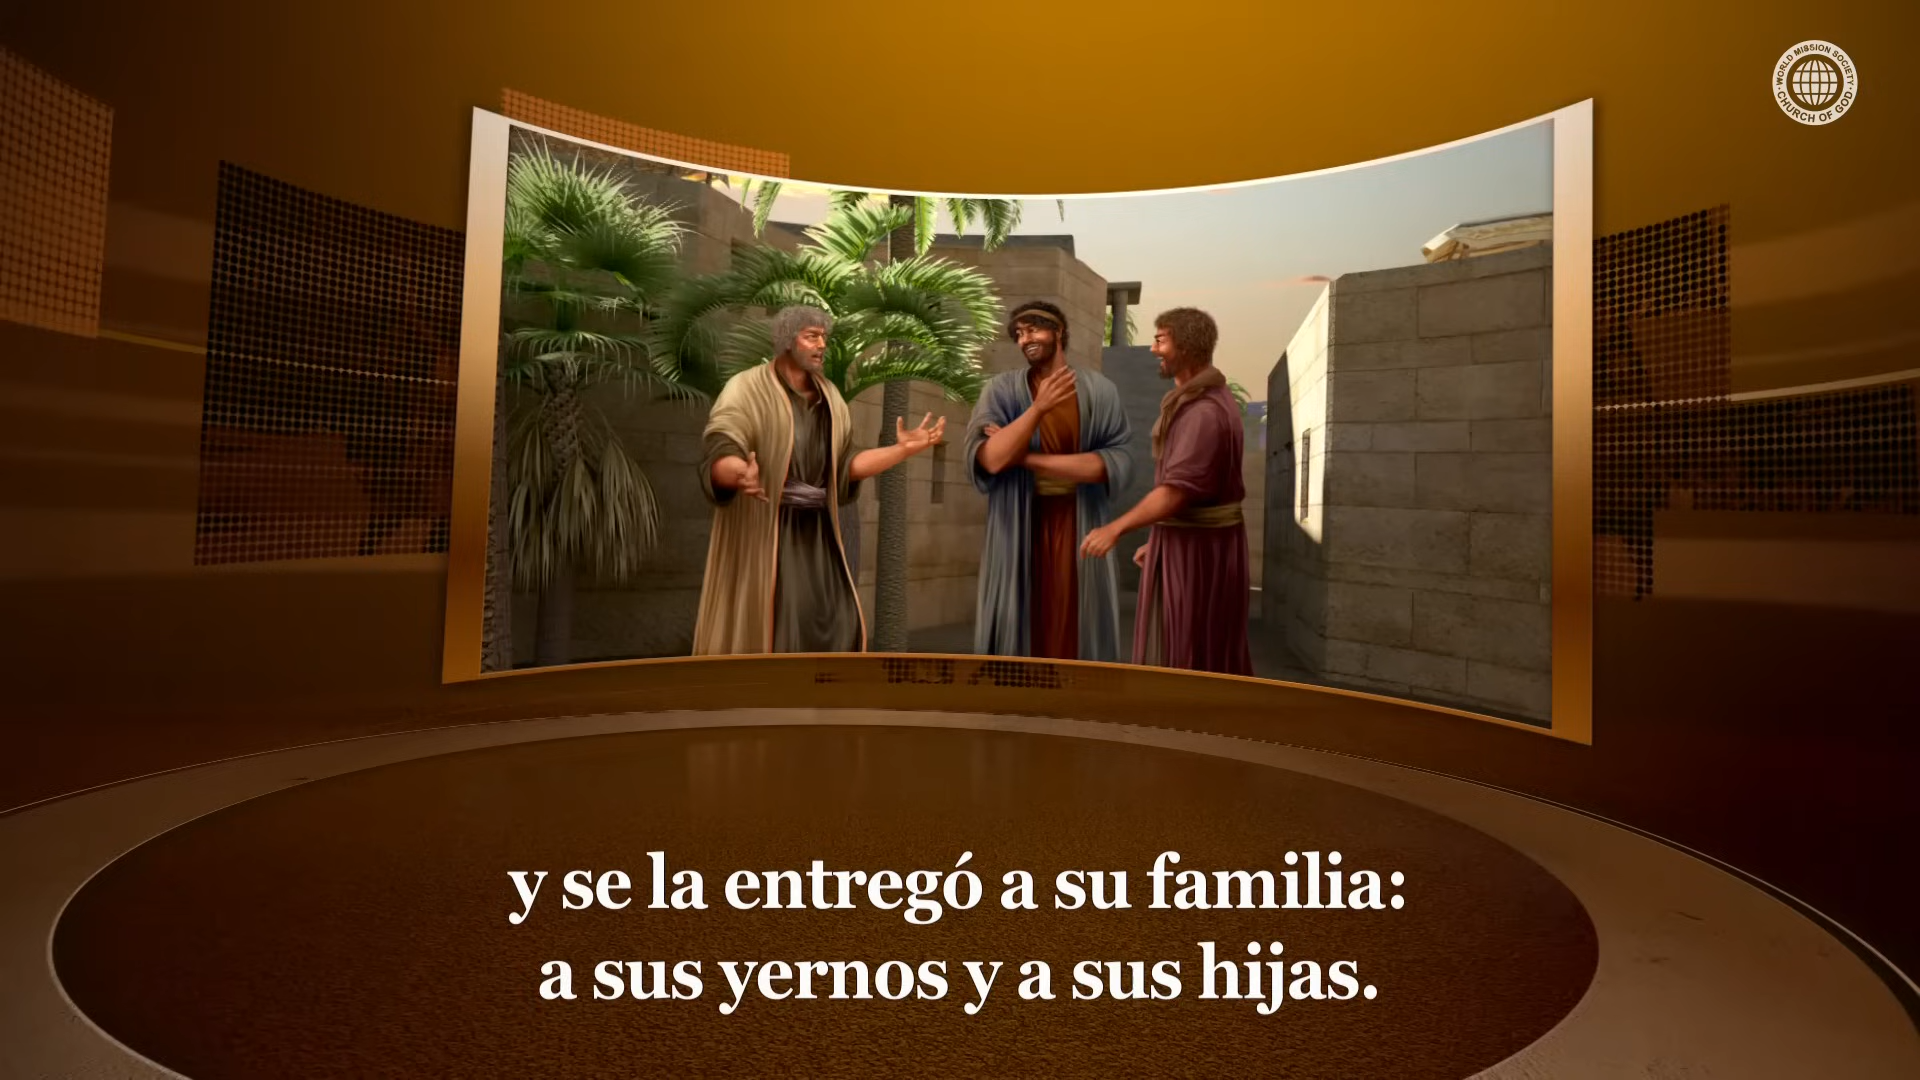 WORLD MISSION SOCIETY
CHURCH OF GOD
y se la entregó a su familia:
a sus yernos y a sus hijas.